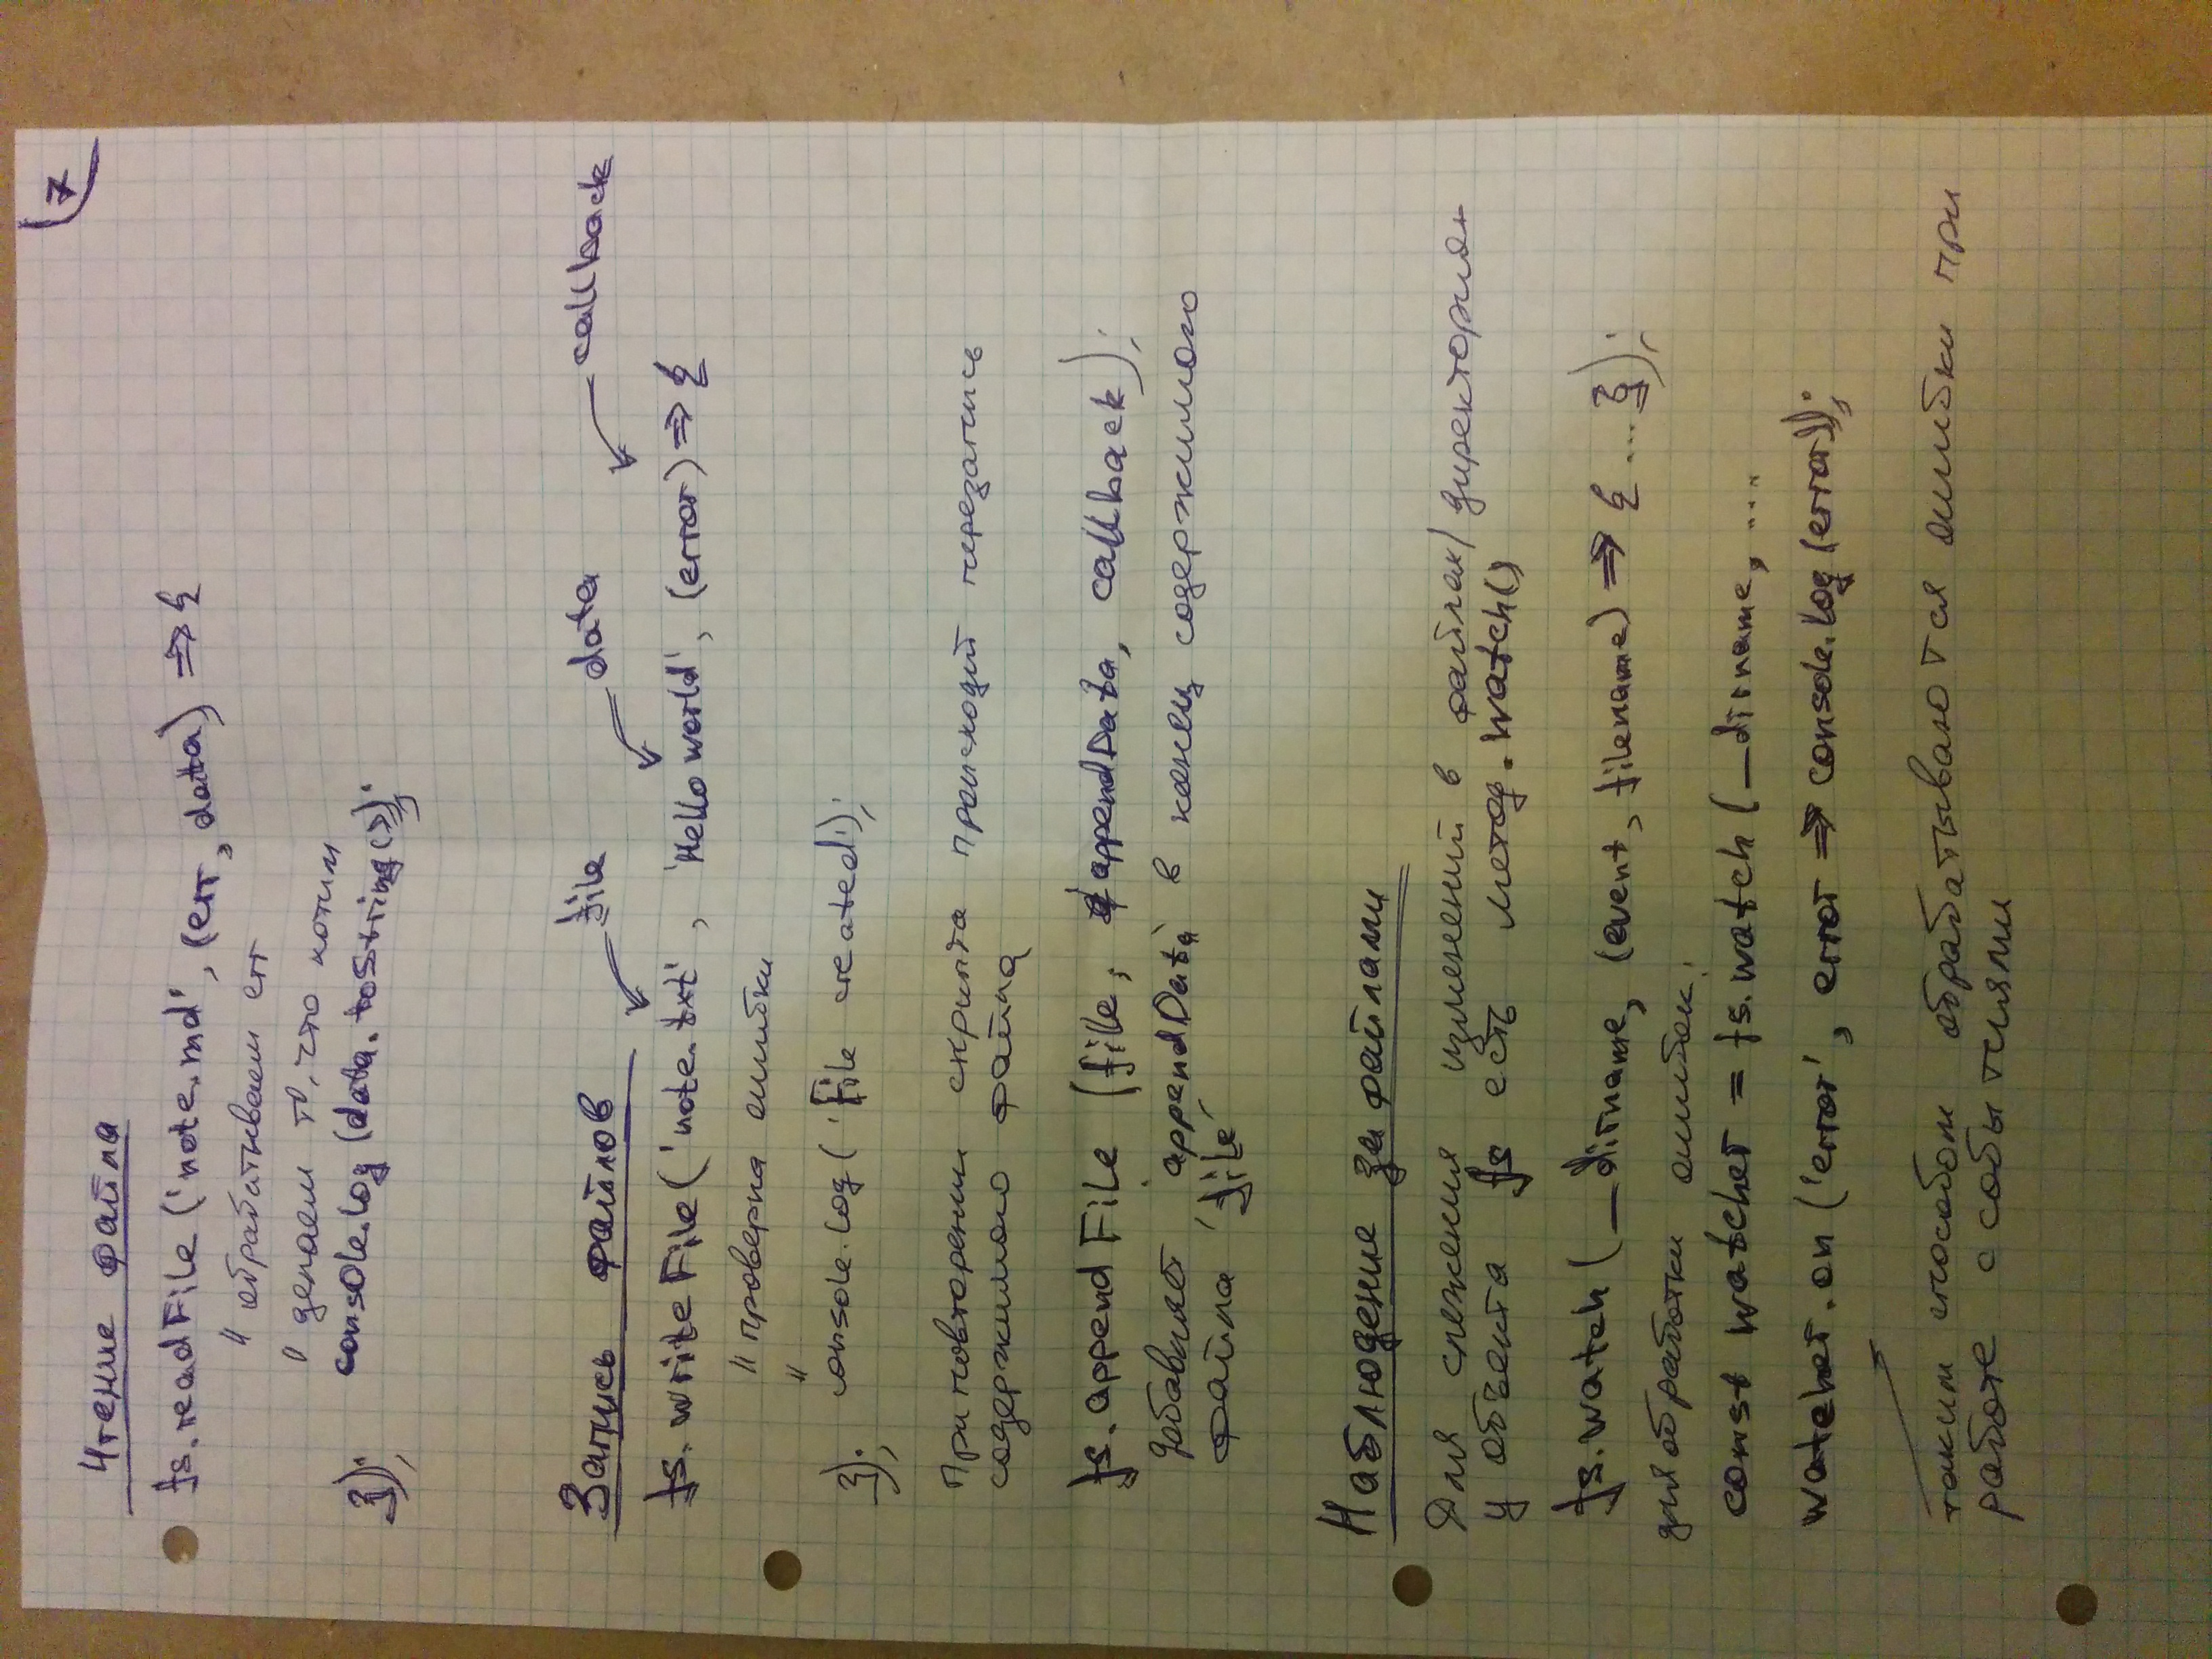 7
Чтение файла
fs.readFile('note.md', (err, data) => {
// обрабатываем err
// делаем то, что хотим
console.log(data.toString());
});
Запись файлов
file data callback
fs.writeFile('note.txt', 'Hello world', (error) => {
// проверка ошибки
//
console.log('File created');
});
При повторении скрипта происходит перезапись
содержимого файла
fs.appendFile (file, appendData, callback);
добавляет 'appendData' в конец содержимого
файла 'file'
Наблюдение за файлами
Для слежения изменений в файлах/директориях
у объекта fs есть метод .watch()
fs.watch(__dirname, (event, filename) => { ... });
для обработки ошибок:
const watcher = fs.watch(__dirname, ....
watcher.on('error', error => console.log(error));
таким способом обрабатываются ошибки при
работе с событиями